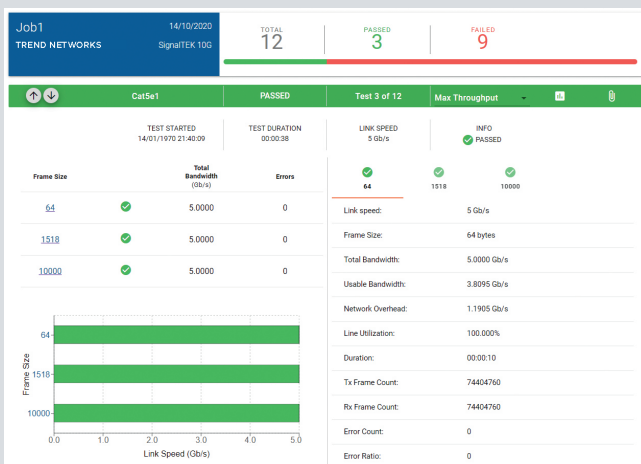 Job1 14/10/2020
TREND NETWORKS SignalTEK 10G
TOTAL
12
PASSED
3
FAILED
9
Cat5e1 PASSED Test 3 of 12 Max Throughput
TEST STARTED
14/01/1970 21:40:09
TEST DURATION
00:00:38
LINK SPEED
5 Gb/s
INFO
PASSED
Frame Size Total Bandwidth (Gb/s) Errors
64 5.0000 0
1518 5.0000 0
10000 5.0000 0
64
1518
10000
Frame Size
0.0 1.0 2.0 3.0 4.0 5.0
Link Speed (Gb/s)
64 1518 10000
Link speed: 5 Gb/s
Frame Size: 64 bytes
Total Bandwidth: 5.0000 Gb/s
Usable Bandwidth: 3.8095 Gb/s
Network Overhead: 1.1905 Gb/s
Line Utilization: 100.000%
Duration: 00:00:10
Tx Frame Count: 74404760
Rx Frame Count: 74404760
Error Count: 0
Error Ratio: 0